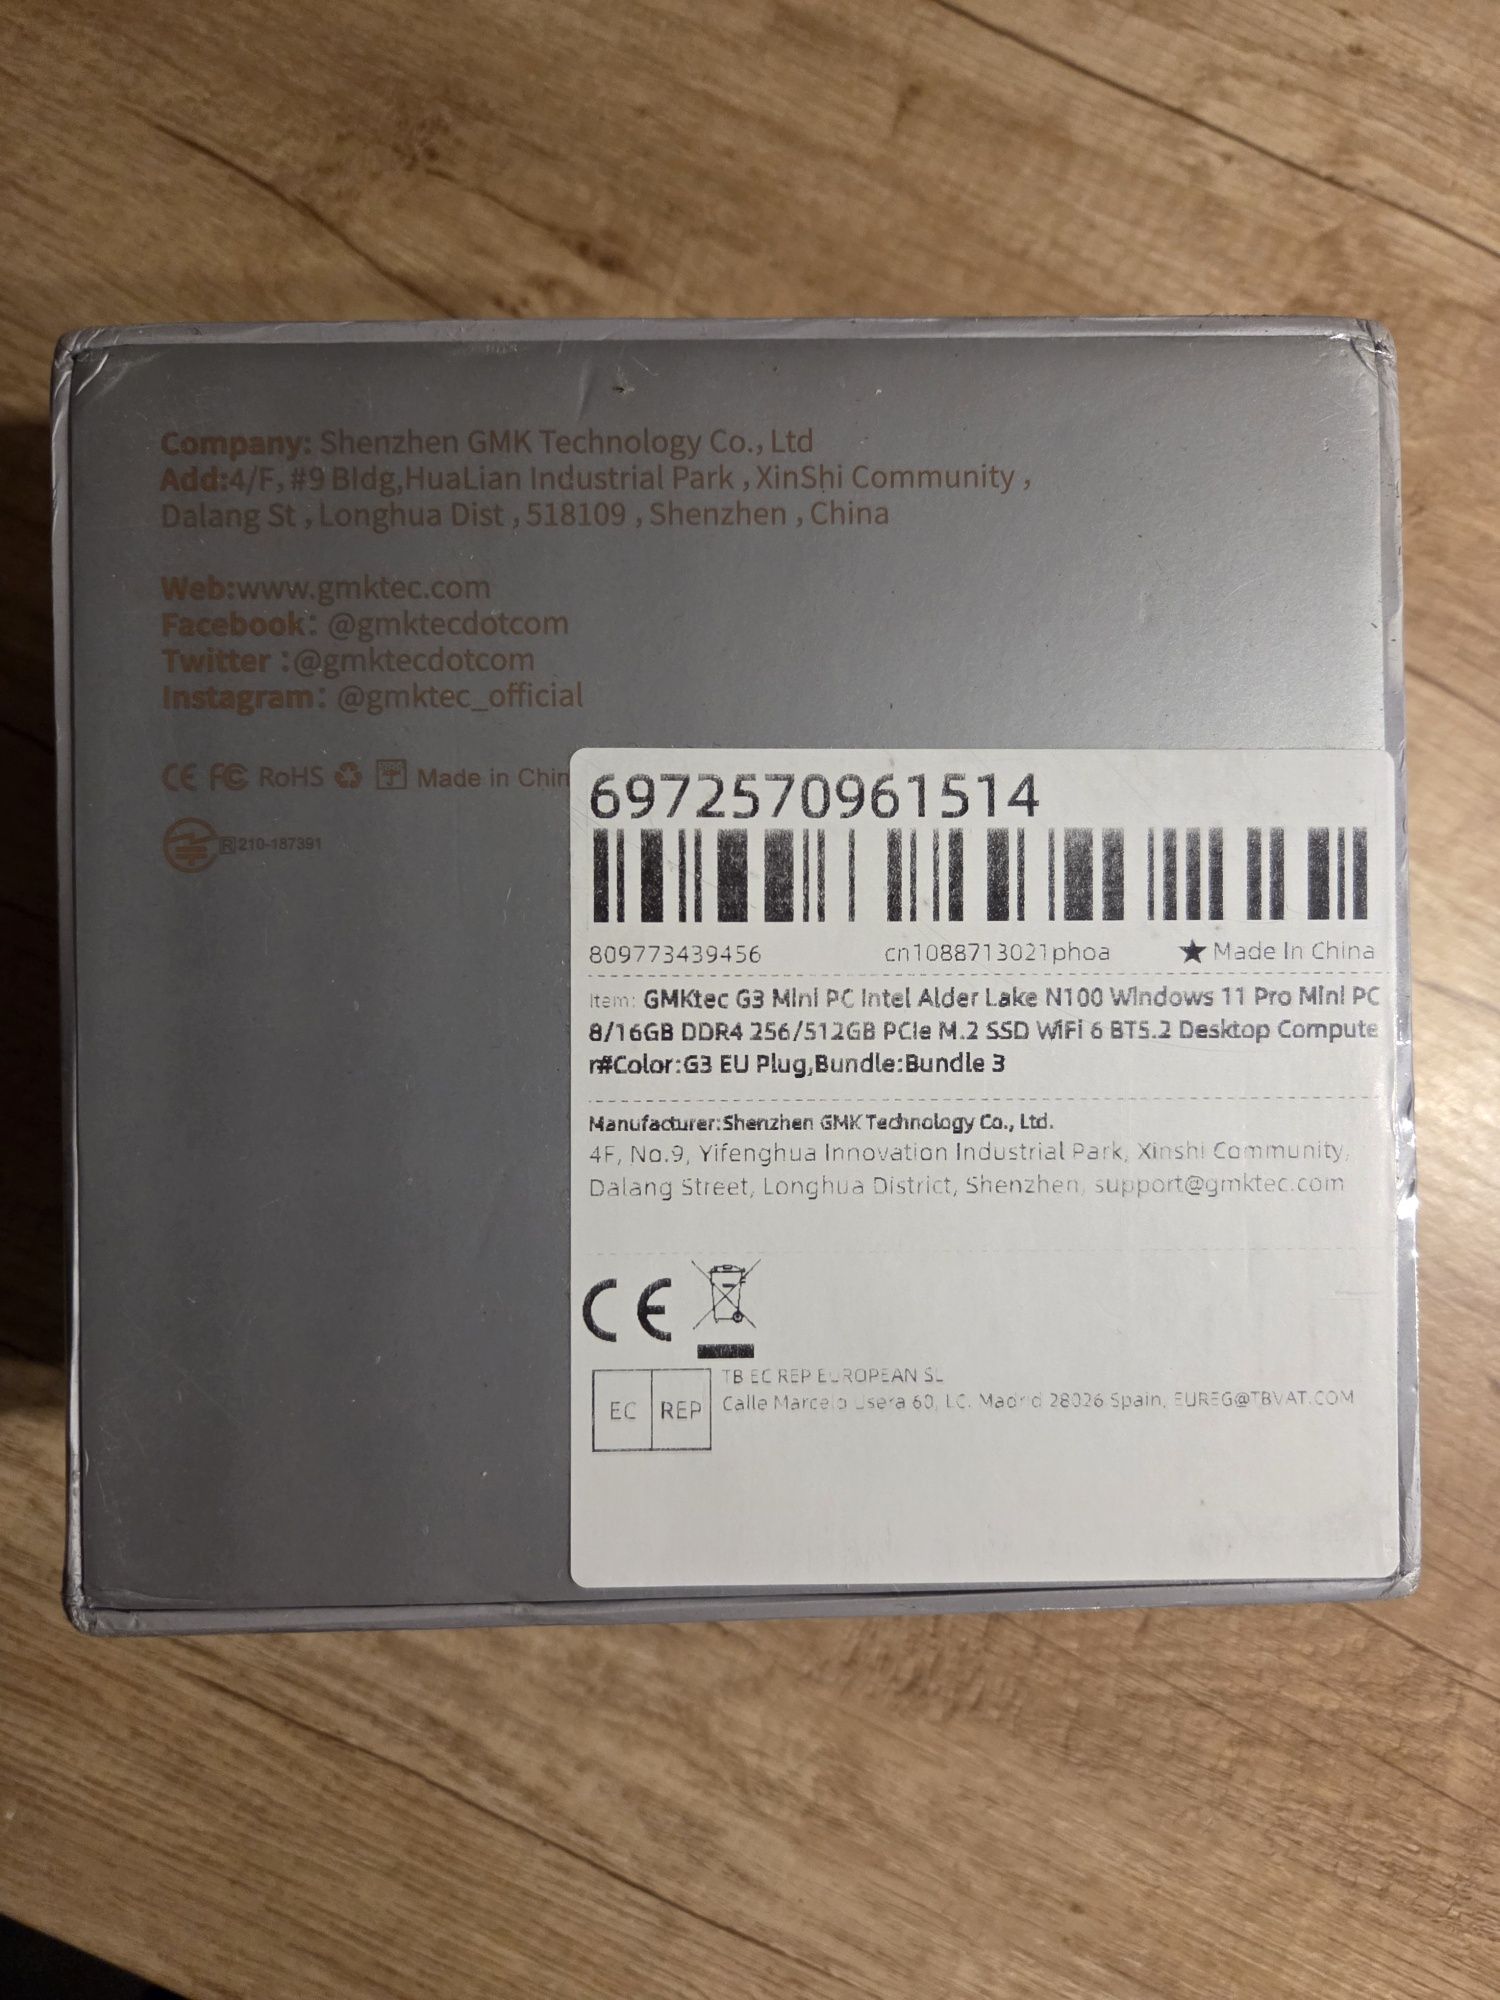 Company: Shenzhen GMK Technology Co., Ltd
Add:4/F, #9 Bldg,HuaLian Industrial Park , XinShi Community ,
Dalang St , Longhua Dist , 518109 , Shenzhen , China
Web:www.gmktec.com
Facebook: @gmktecdotcom
Twitter :@gmktecdotcom
Instagram: @gmktec_official
CE FC RoHS Made in Chin
R 210-187391
6972570961514
809773439456 cn1088713021phoa ★ Made In China
Item: GMKtec G3 Mini PC Intel Alder Lake N100 Windows 11 Pro Mini PC
8/16GB DDR4 256/512GB PCIe M.2 SSD WiFi 6 BT5.2 Desktop Compute
r#Color:G3 EU Plug,Bundle:Bundle 3
Manufacturer:Shenzhen GMK Technology Co., Ltd.
4F, No.9, Yifenghua Innovation Industrial Park, Xinshi Community,
Dalang Street, Longhua District, Shenzhen, support@gmktec.com
CE
EC REP
TB EC REP EUROPEAN SL
Calle Marcelo Usera 60, LC. Madrid 28026 Spain, EUREG@TBVAT.COM